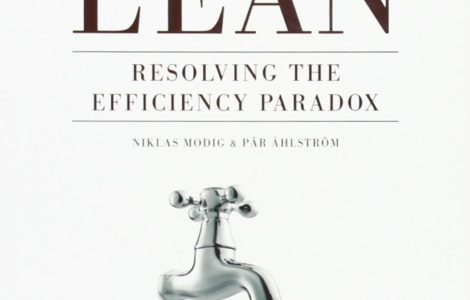 LEAN
RESOLVING THE
EFFICIENCY PARADOX
NIKLAS MODIG & PÄR ÅHLSTRÖM